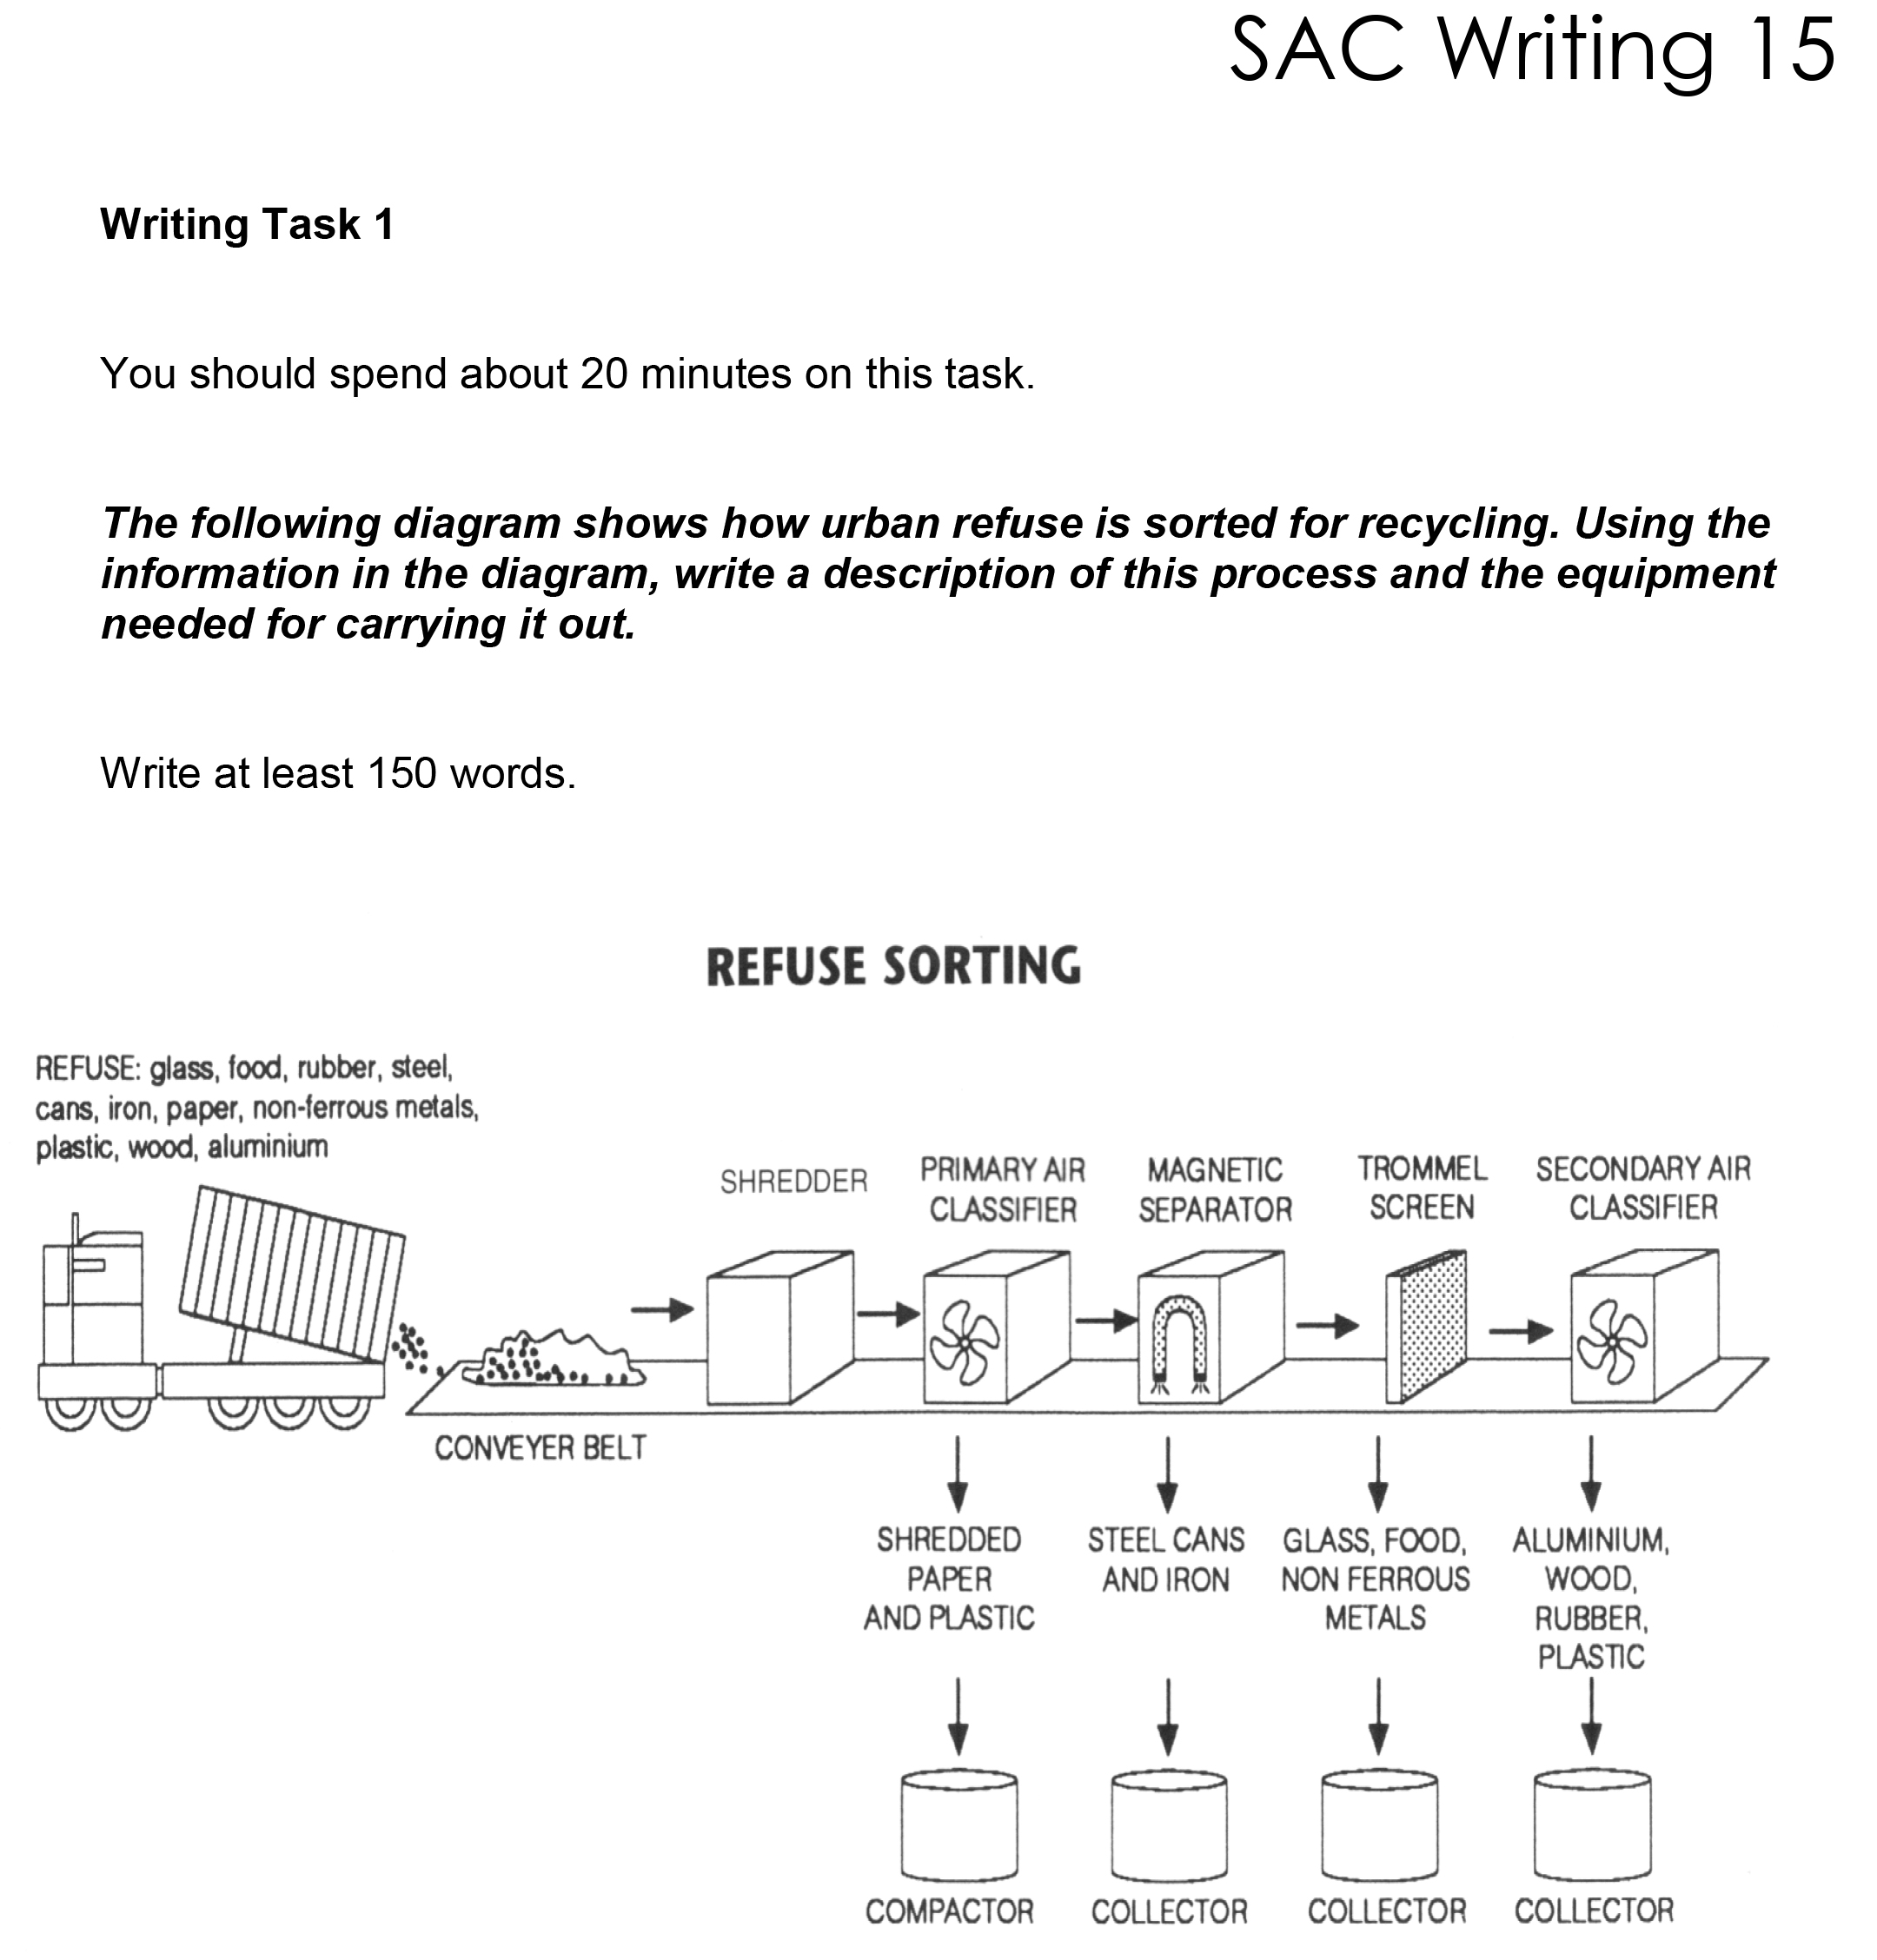 SAC Writing 15
Writing Task 1
You should spend about 20 minutes on this task.
The following diagram shows how urban refuse is sorted for recycling. Using the
information in the diagram, write a description of this process and the equipment
needed for carrying it out.
Write at least 150 words.
REFUSE SORTING
REFUSE: glass, food, rubber, steel,
cans, iron, paper, non-ferrous metals,
plastic, wood, aluminium
SHREDDER
PRIMARY AIR
CLASSIFIER
MAGNETIC
SEPARATOR
TROMMEL
SCREEN
SECONDARY AIR
CLASSIFIER
CONVEYER BELT
SHREDDED
PAPER
AND PLASTIC
STEEL CANS
AND IRON
GLASS, FOOD,
NON FERROUS
METALS
ALUMINIUM,
WOOD,
RUBBER,
PLASTIC
COMPACTOR
COLLECTOR
COLLECTOR
COLLECTOR